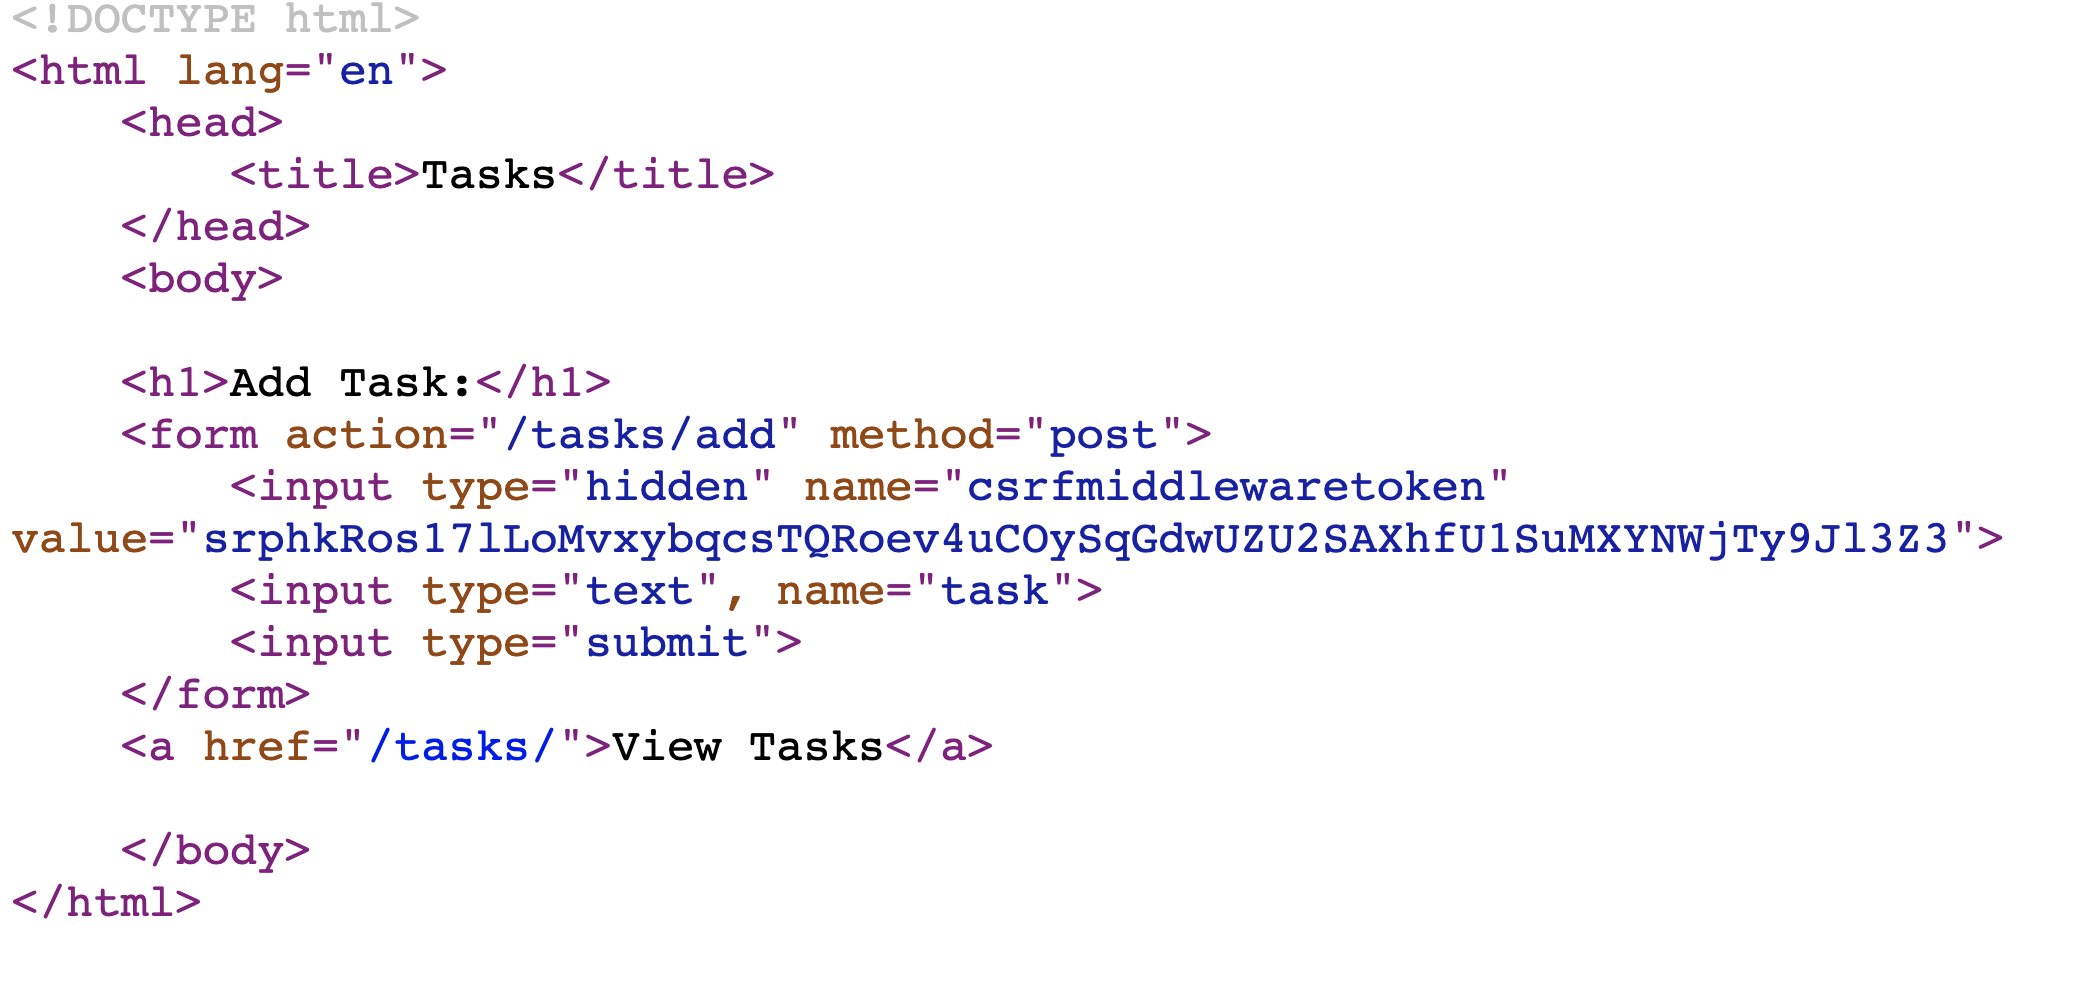 <!DOCTYPE html>
<html lang="en">
    <head>
        <title>Tasks</title>
    </head>
    <body>

    <h1>Add Task:</h1>
    <form action="/tasks/add" method="post">
        <input type="hidden" name="csrfmiddlewaretoken"
value="srphkRos17lLoMvxybqcsTQRoev4uCOySqGdwUZU2SAXhfU1SuMXYNWjTy9Jl3Z3">
        <input type="text", name="task">
        <input type="submit">
    </form>
    <a href="/tasks/">View Tasks</a>

    </body>
</html>